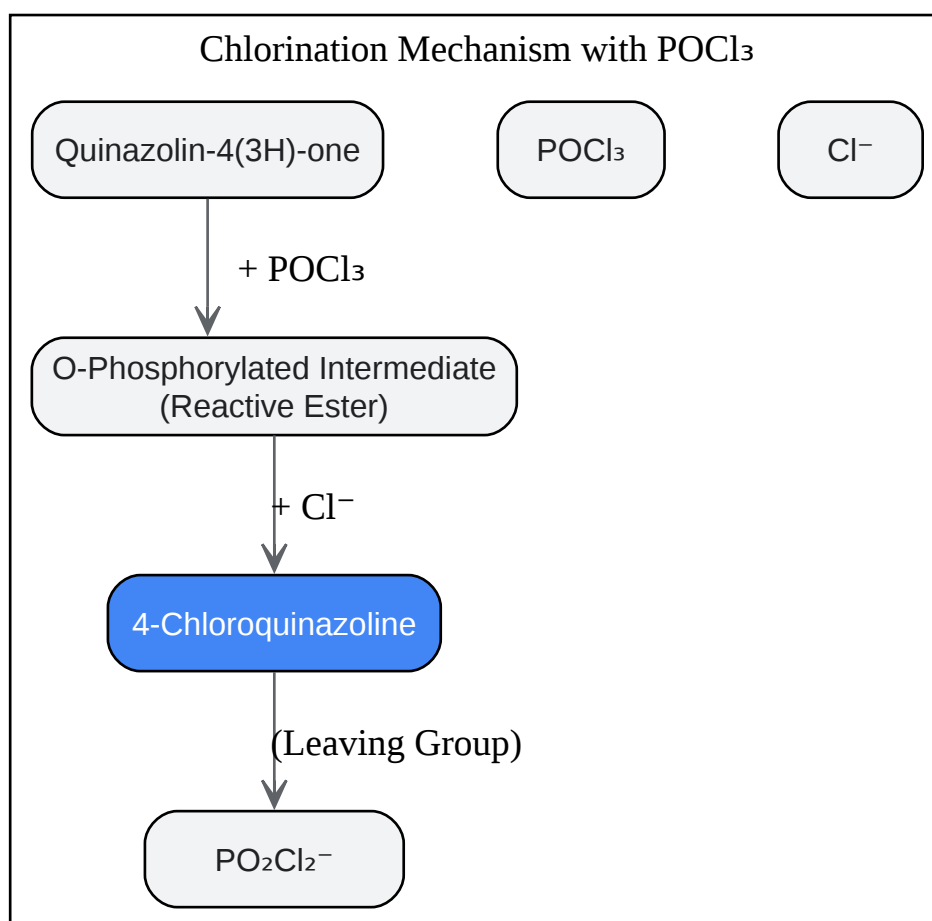 Chlorination Mechanism with POCl₃
Quinazolin-4(3H)-one
POCl₃
Cl⁻
+ POCl₃
O-Phosphorylated Intermediate
(Reactive Ester)
+ Cl⁻
4-Chloroquinazoline
(Leaving Group)
PO₂Cl₂⁻